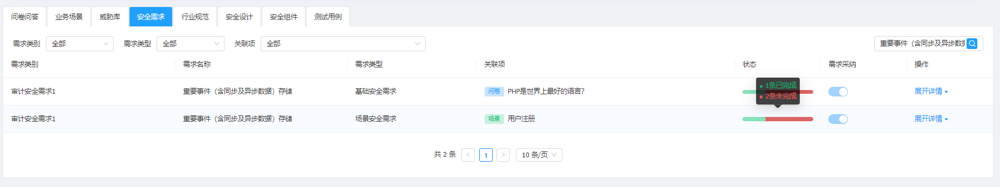 问卷问答 业务场景 威胁库 安全需求 行业规范 安全设计 安全组件 测试用例
需求类别 全部 需求类型 全部 关联项 全部 重要事件（含同步及异步数据
需求类别 需求名称 需求类型 关联项 状态 需求采纳 操作
1条已完成
2条未完成
审计安全需求1 重要事件（含同步及异步数据）存储 基础安全需求 问卷 PHP是世界上最好的语言? 展开详情
审计安全需求1 重要事件（含同步及异步数据）存储 场景安全需求 场景 用户注册 展开详情
共 2 条 < 1 > 10 条/页